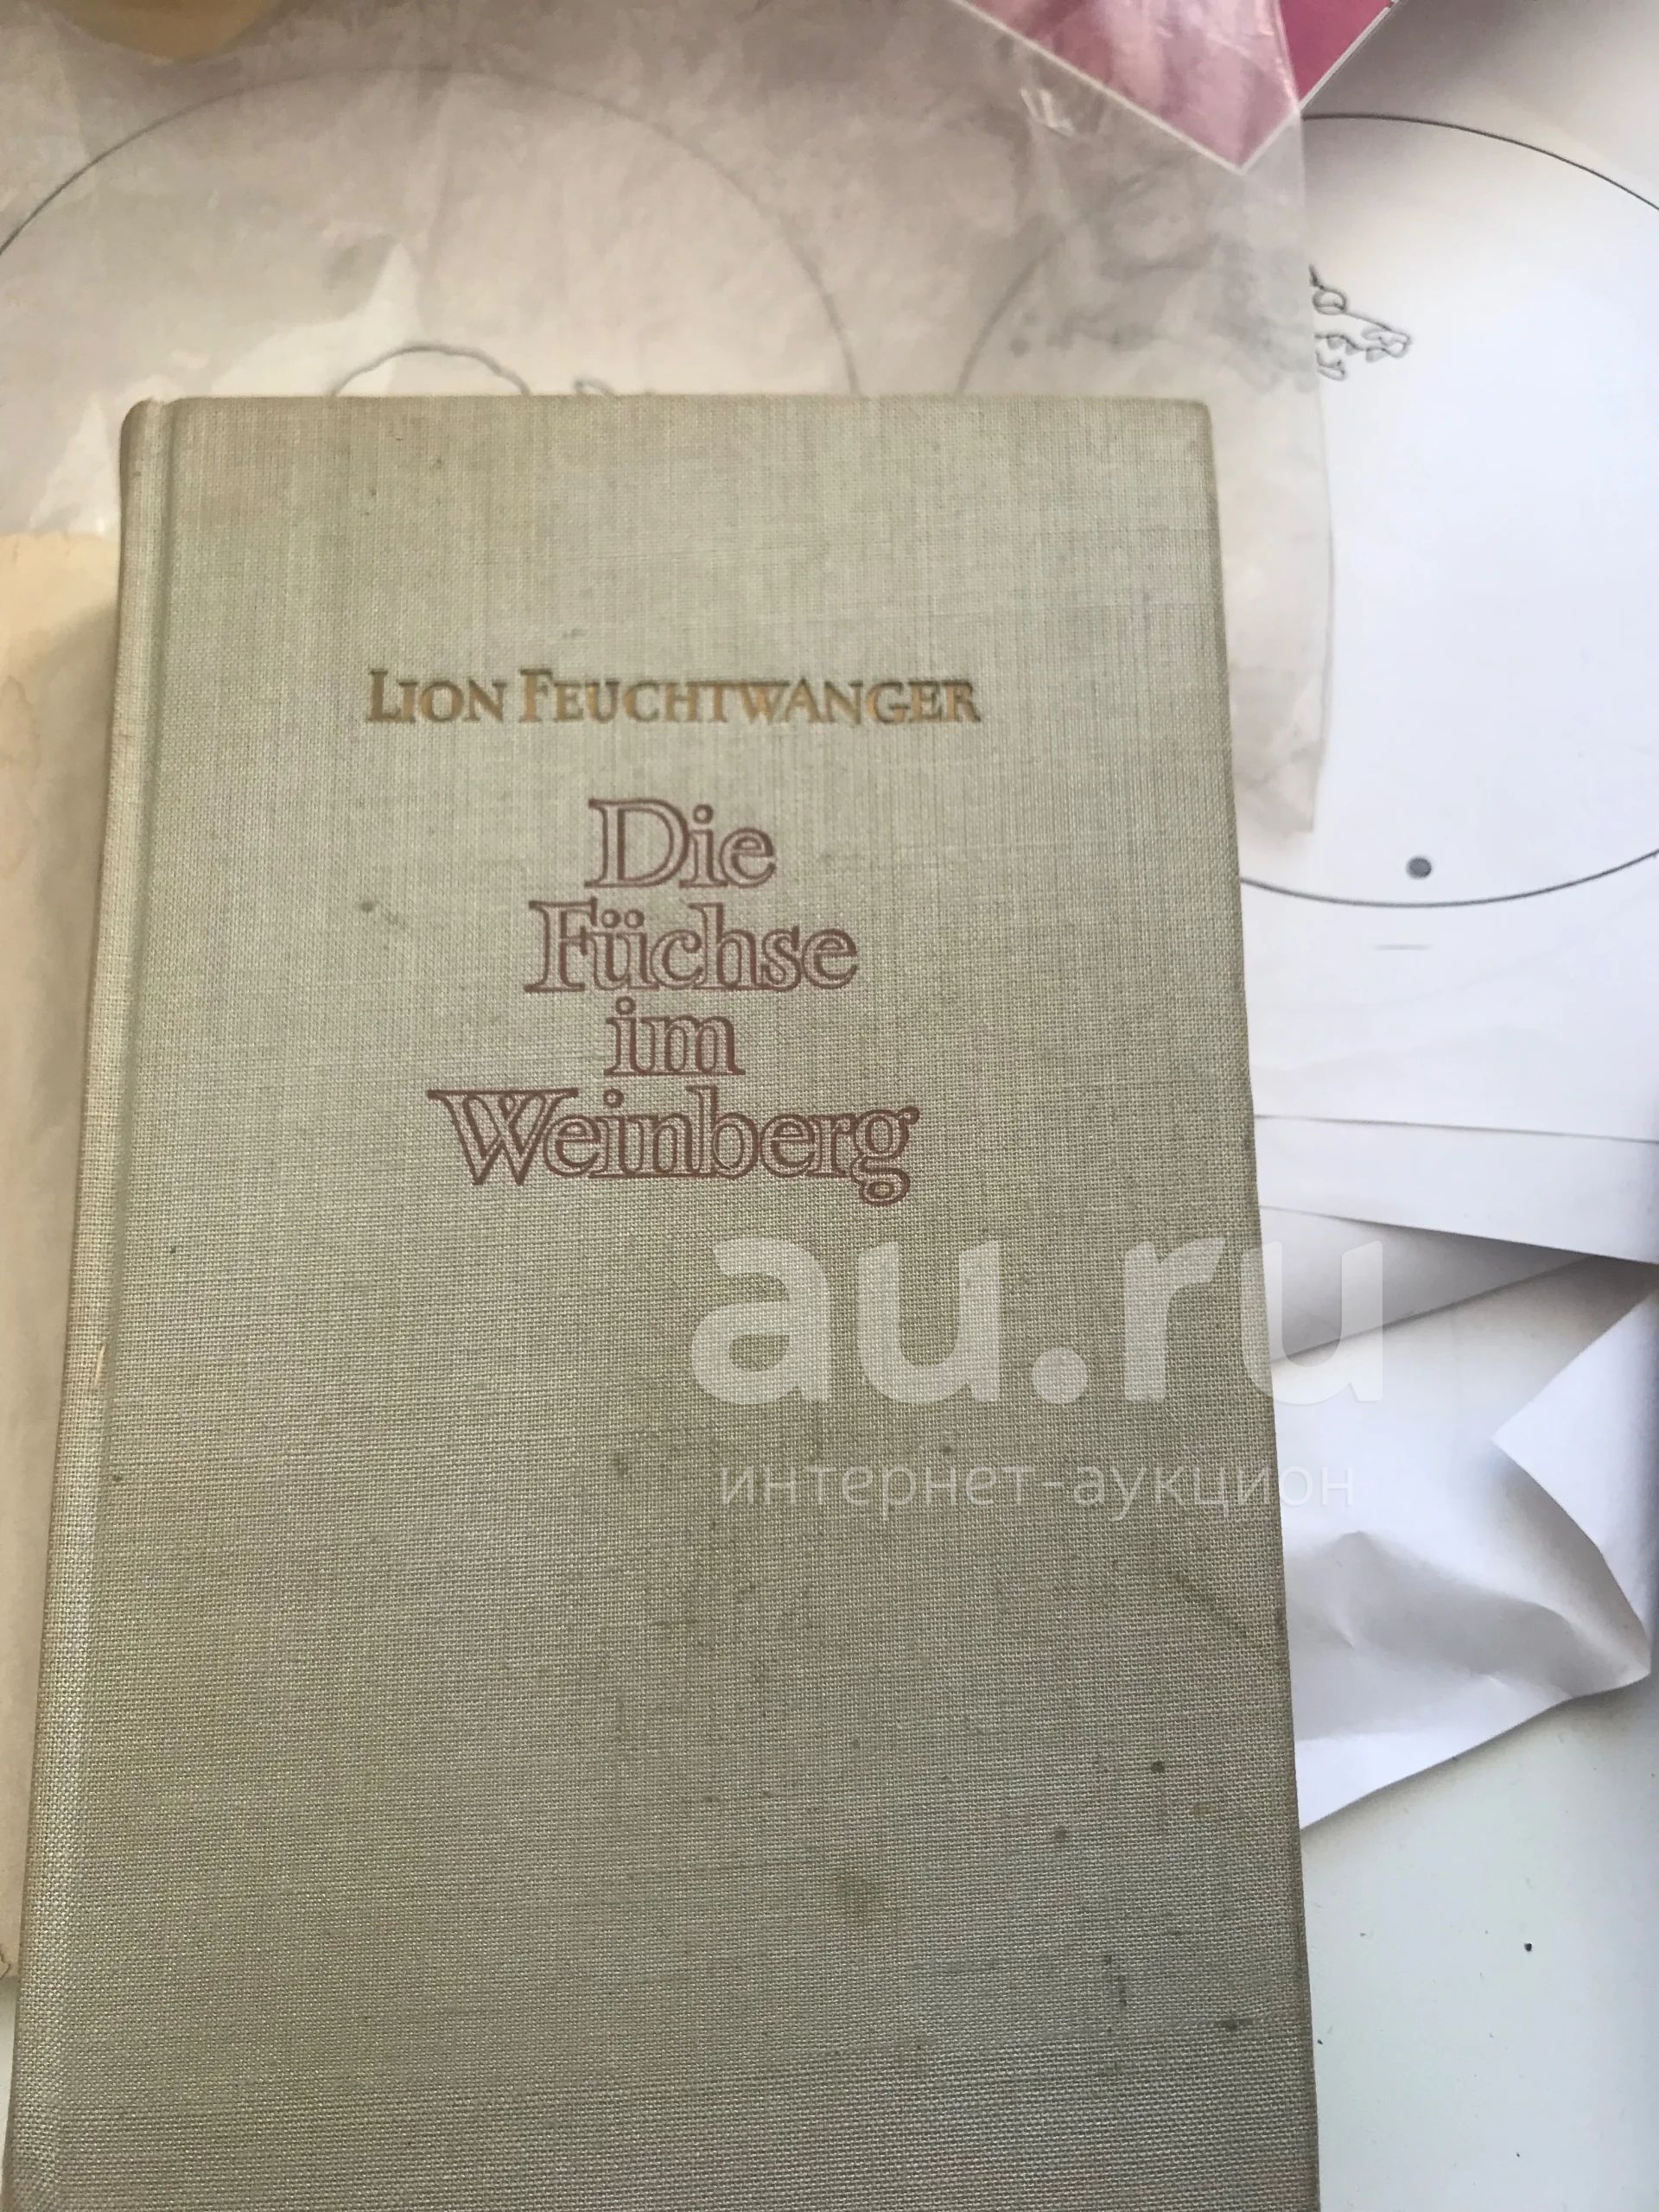 LION FEUCHTWANGER
Die
Füchse
im
Weinberg
au.ru
интернет-аукцион